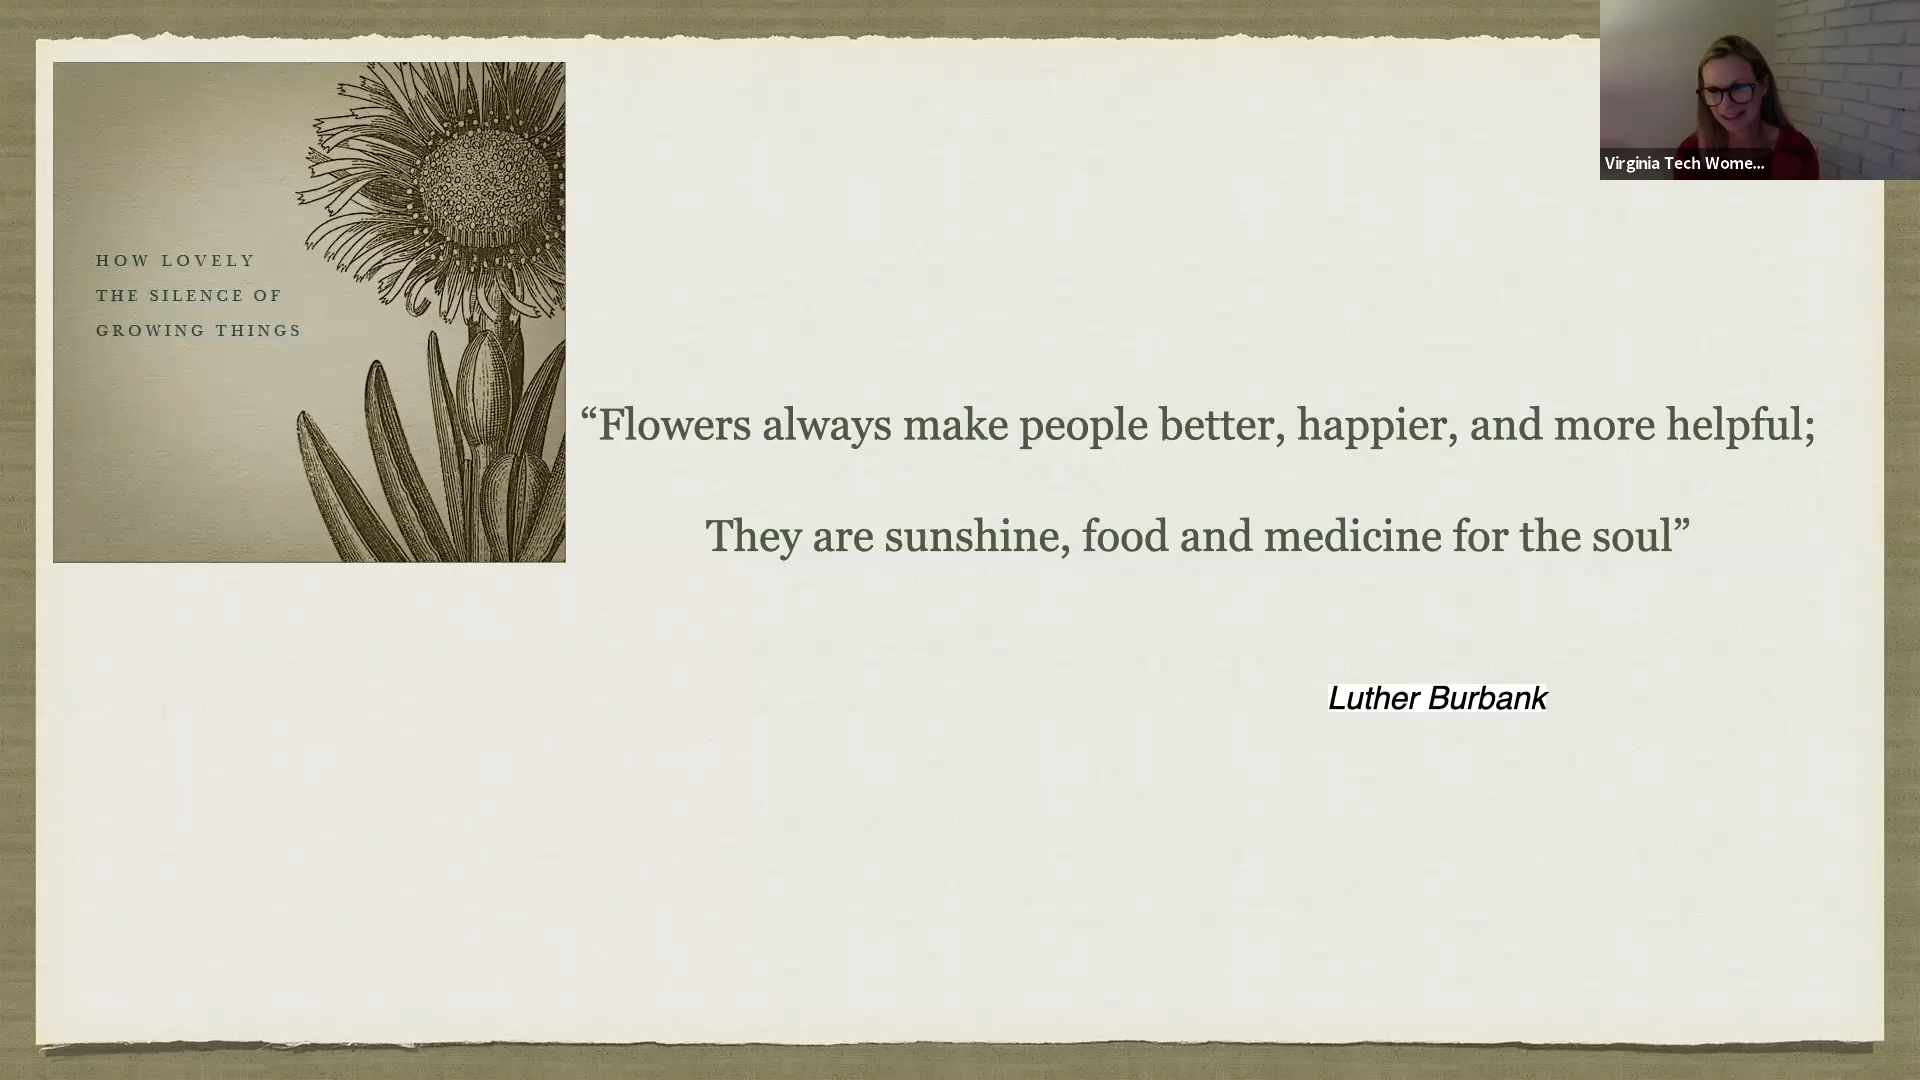 Virginia Tech Wome...
HOW LOVELY
THE SILENCE OF
GROWING THINGS
“Flowers always make people better, happier, and more helpful;
They are sunshine, food and medicine for the soul”
Luther Burbank